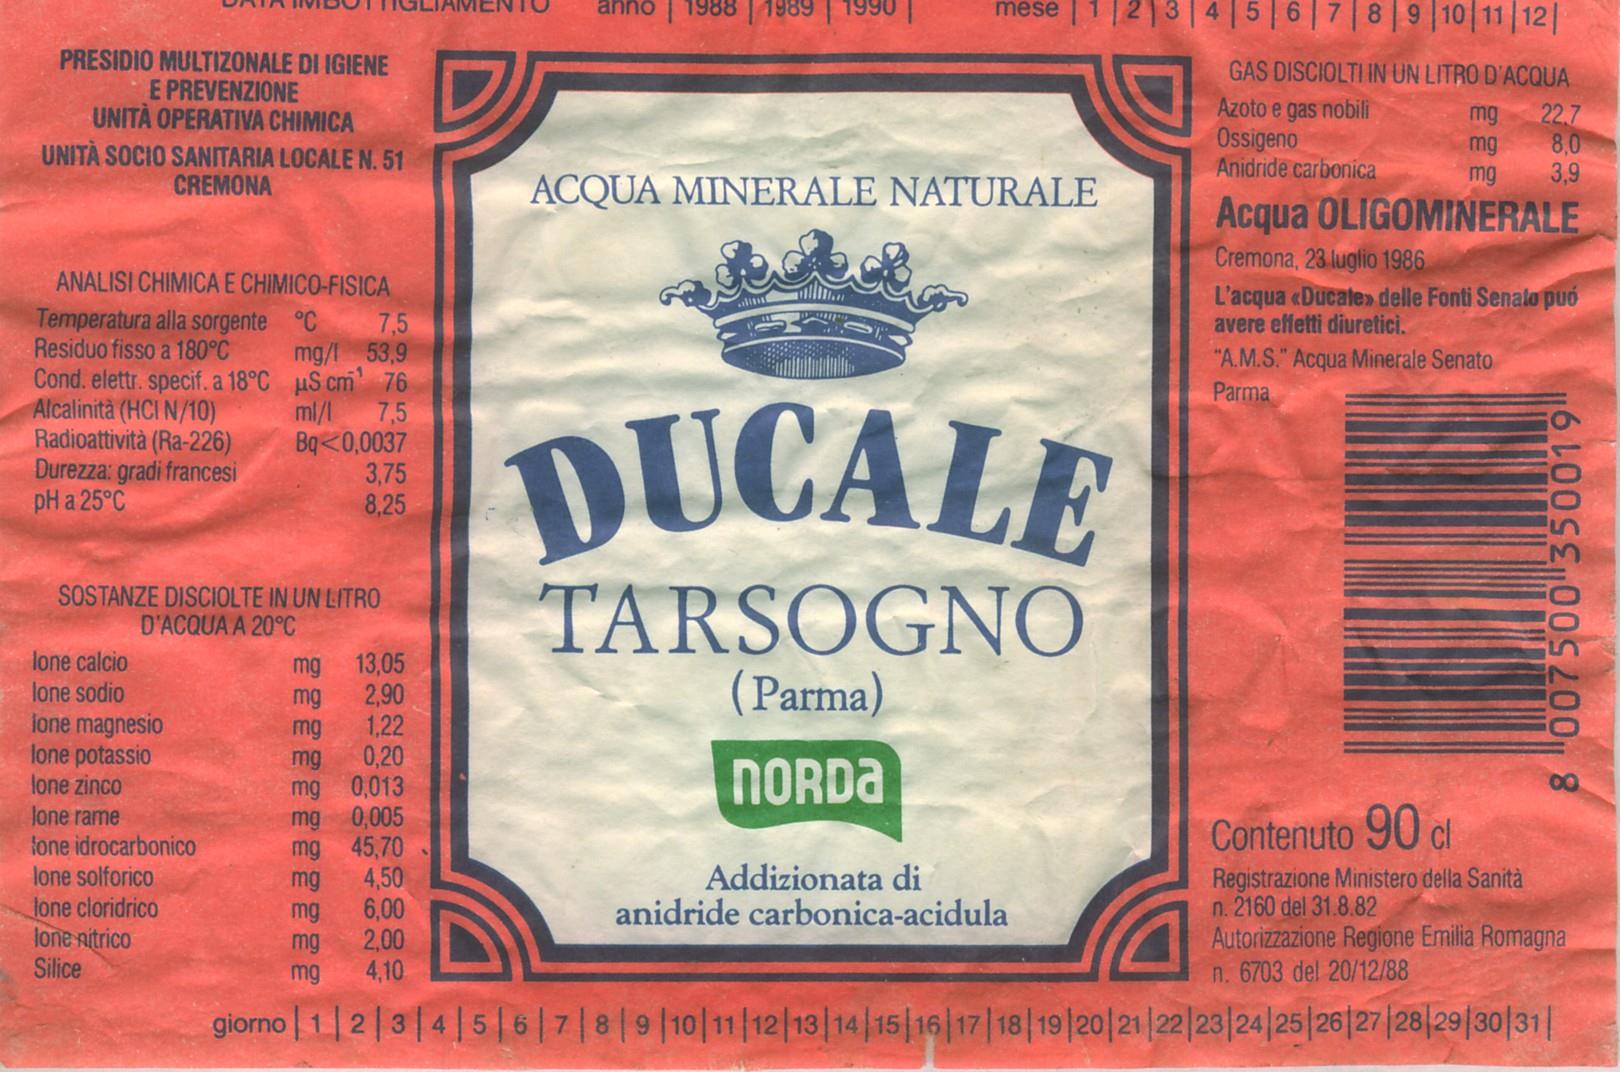 DATA IMBOTTIGLIAMENTO anno | 1988 | 1989 | 1990 | mese | 1 | 2 | 3 | 4 | 5 | 6 | 7 | 8 | 9 | 10 | 11 | 12 |
PRESIDIO MULTIZONALE DI IGIENE
E PREVENZIONE
UNITÀ OPERATIVA CHIMICA
UNITÀ SOCIO SANITARIA LOCALE N. 51
CREMONA
ANALISI CHIMICA E CHIMICO-FISICA
Temperatura alla sorgente °C 7,5
Residuo fisso a 180°C mg/l 53,9
Cond. elettr. specif. a 18°C µS cm⁻¹ 76
Alcalinità (HCl N/10) ml/l 7,5
Radioattività (Ra-226) Bq<0,0037
Durezza: gradi francesi 3,75
pH a 25°C 8,25
SOSTANZE DISCIOLTE IN UN LITRO
D'ACQUA A 20°C
Ione calcio mg 13,05
Ione sodio mg 2,90
Ione magnesio mg 1,22
Ione potassio mg 0,20
Ione zinco mg 0,013
Ione rame mg 0,005
Ione idrocarbonico mg 45,70
Ione solforico mg 4,50
Ione cloridrico mg 6,00
Ione nitrico mg 2,00
Silice mg 4,10
ACQUA MINERALE NATURALE
DUCALE
TARSOGNO
(Parma)
NORDA
Addizionata di
anidride carbonica-acidula
GAS DISCIOLTI IN UN LITRO D'ACQUA
Azoto e gas nobili mg 22,7
Ossigeno mg 8,0
Anidride carbonica mg 3,9
Acqua OLIGOMINERALE
Cremona, 23 luglio 1986
L'acqua «Ducale» delle Fonti Senato puó
avere effetti diuretici.
"A.M.S." Acqua Minerale Senato
Parma
8 007500 350019
Contenuto 90 cl
Registrazione Ministero della Sanità
n. 2160 del 31.8.82
Autorizzazione Regione Emilia Romagna
n. 6703 del 20/12/88
giorno | 1 | 2 | 3 | 4 | 5 | 6 | 7 | 8 | 9 | 10 | 11 | 12 | 13 | 14 | 15 | 16 | 17 | 18 | 19 | 20 | 21 | 22 | 23 | 24 | 25 | 26 | 27 | 28 | 29 | 30 | 31 |